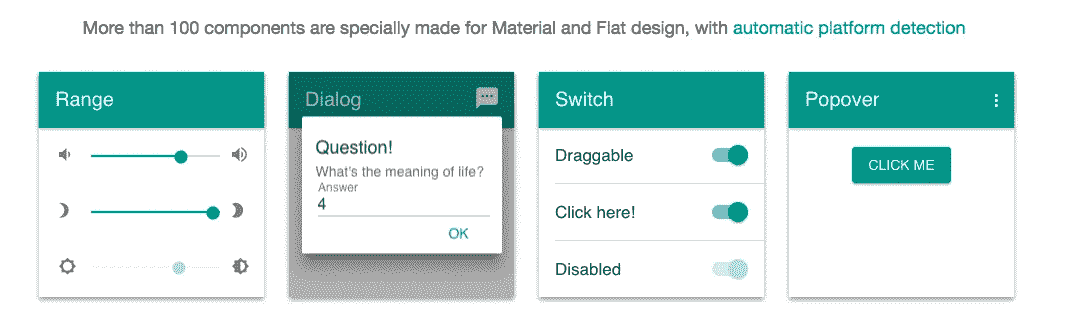 More than 100 components are specially made for Material and Flat design, with automatic platform detection
Range
Dialog
Question!
What's the meaning of life?
Answer
4
OK
Switch
Draggable
Click here!
Disabled
Popover
CLICK ME